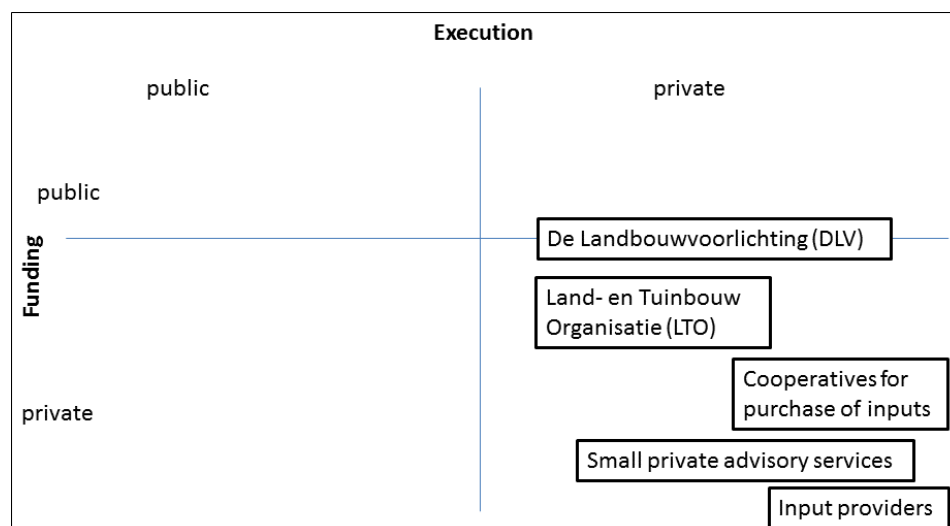 Execution
public
private
public
Funding
De Landbouwvoorlichting (DLV)
Land- en Tuinbouw
Organisatie (LTO)
Cooperatives for
purchase of inputs
private
Small private advisory services
Input providers